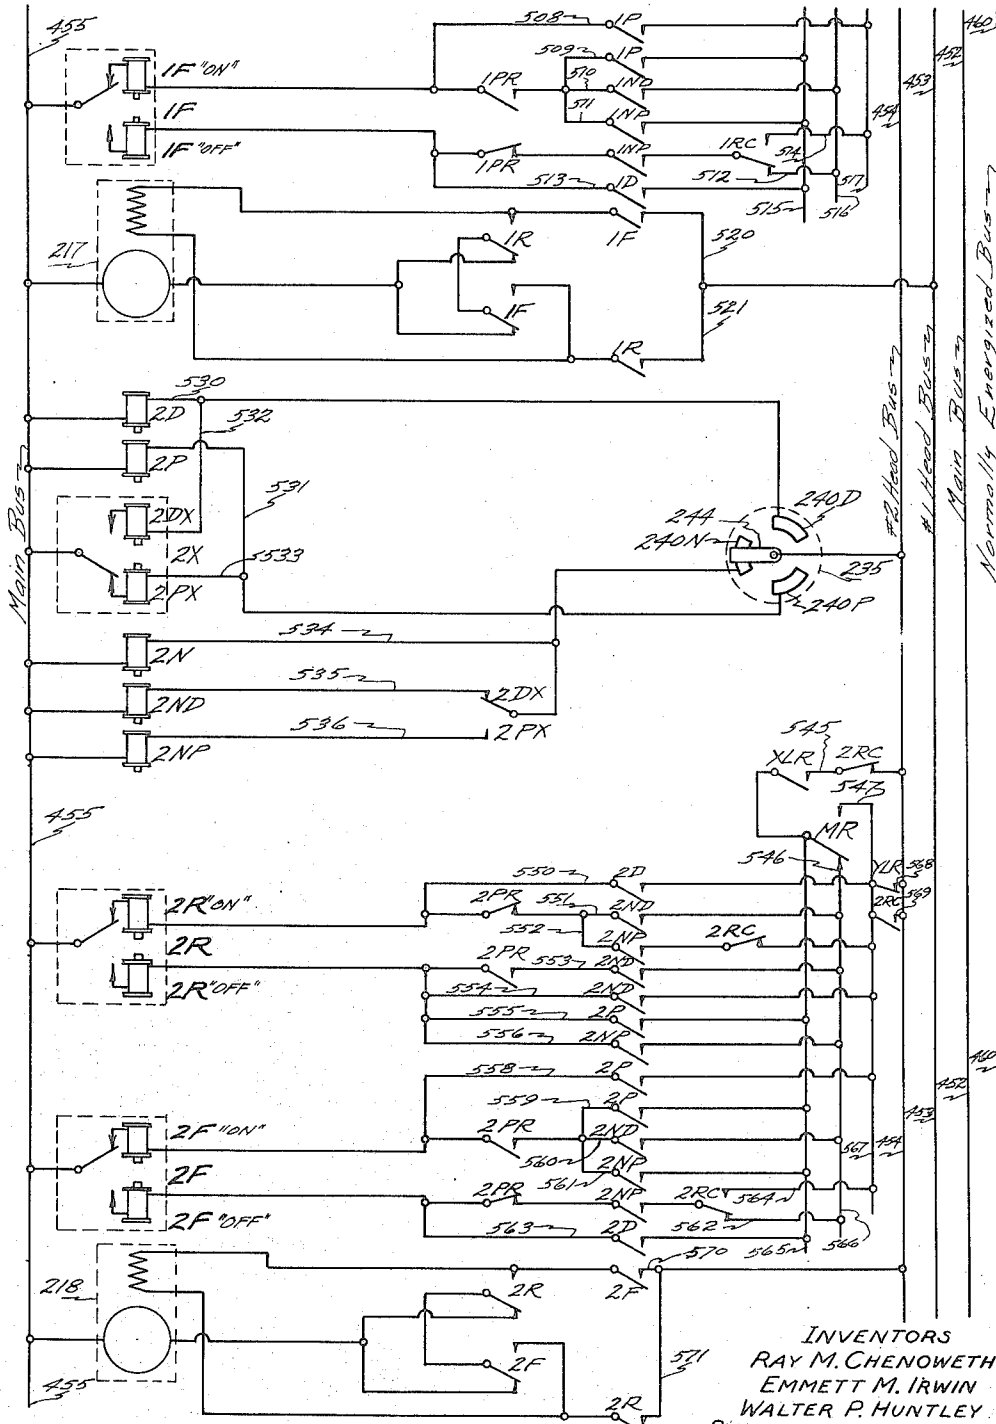 455
508
1P
460
509
1P
452
1F "ON"
1PR
510
1ND
453
1F
511
1NP
454
1F "OFF"
1PR
1NP
1RC
514
512
517
513
1D
515
516
1F
520
217
1R
1F
521
1R
530
532
2D
2P
531
240D
244
2DX
240N
2X
5533
235
2PX
240P
Main Bus
#2 Head Bus
#1 Head Bus
Main Bus
Normally Energized Bus
534
2N
535
2DX
2ND
536
2PX
2NP
545
XLR
2RC
547
455
MR
546
550
2D
YLR
568
2R "ON"
2PR
551
2ND
2RC
569
552
2NP
2RC
2R
2PR
553
2ND
2R "OFF"
554
2ND
555
2P
556
2NP
558
2P
460
559
2P
452
2F "ON"
2PR
2ND
453
560
567
454
2F
561
2NP
2PR
2NP
2RC
564
2F "OFF"
562
563
2D
565
566
570
218
2R
2F
2F
571
455
2R
INVENTORS
RAY M. CHENOWETH
EMMETT M. IRWIN
WALTER P. HUNTLEY